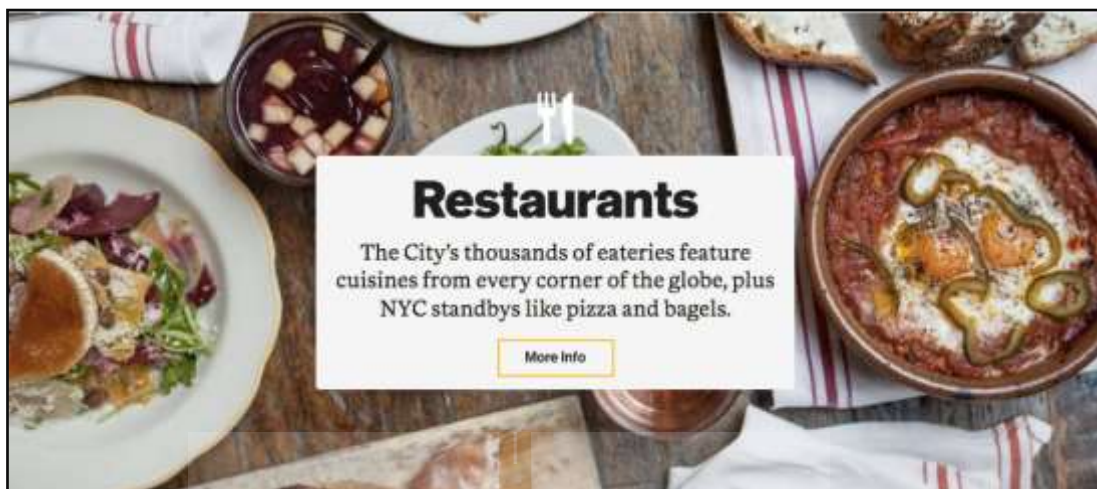 Restaurants
The City's thousands of eateries feature
cuisines from every corner of the globe, plus
NYC standbys like pizza and bagels.
More Info